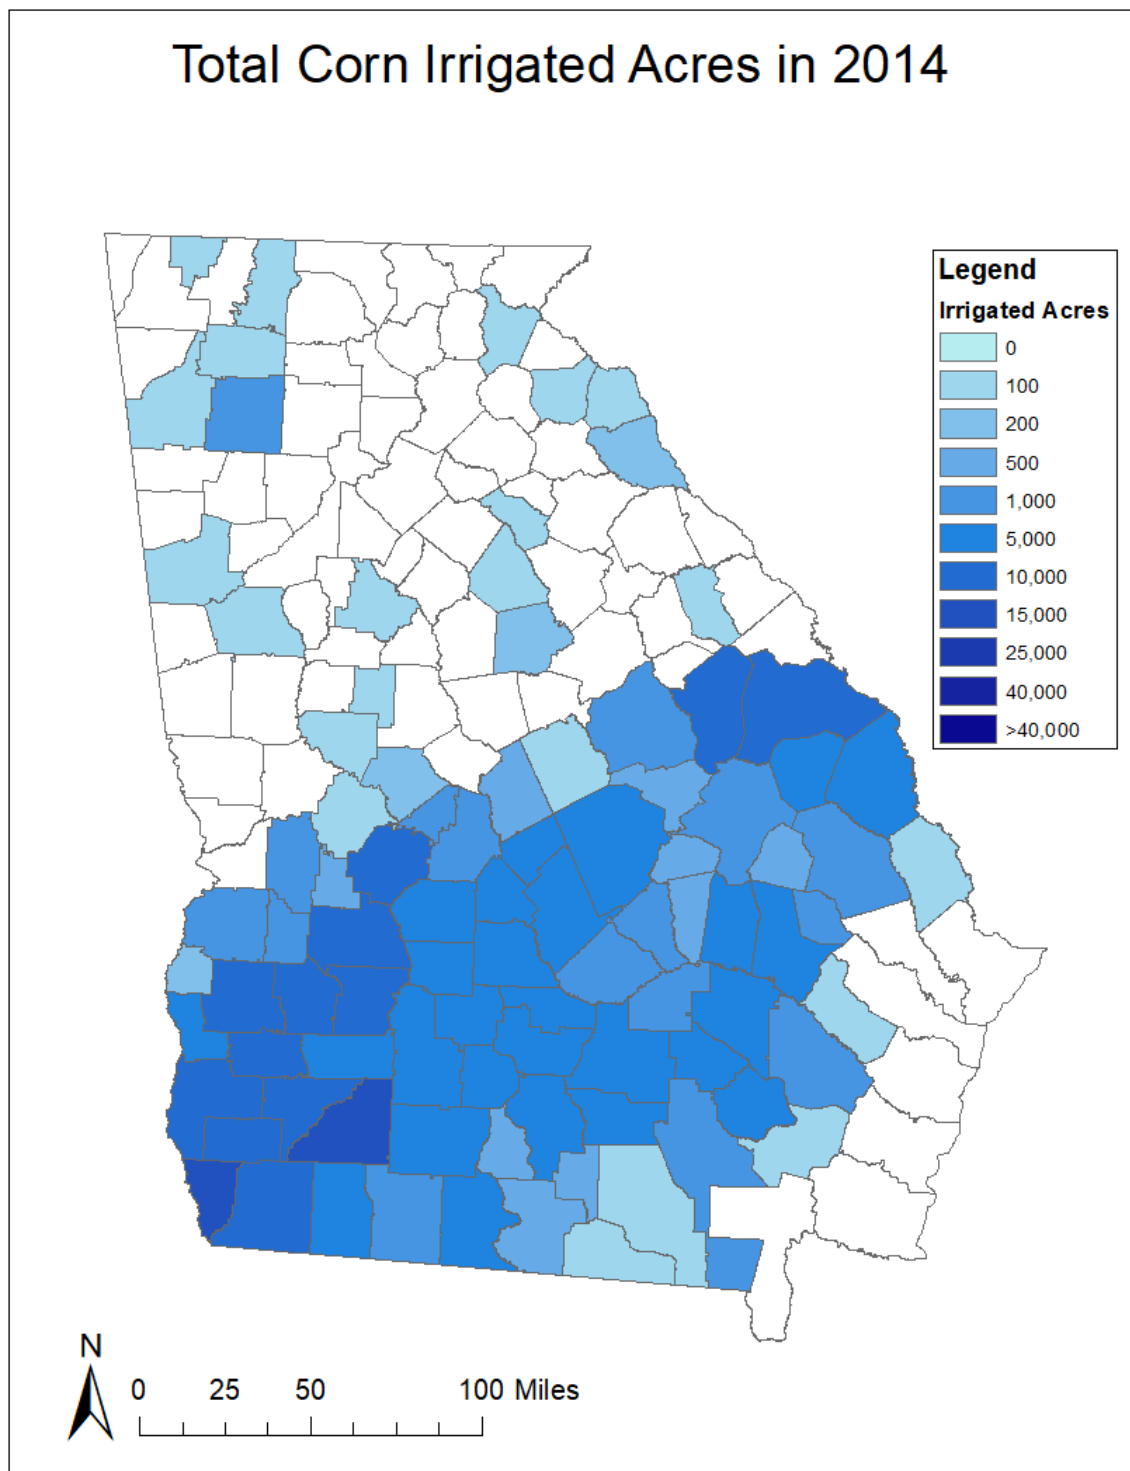 Total Corn Irrigated Acres in 2014
Legend
Irrigated Acres
0
100
200
500
1,000
5,000
10,000
15,000
25,000
40,000
>40,000
N
0 25 50 100 Miles